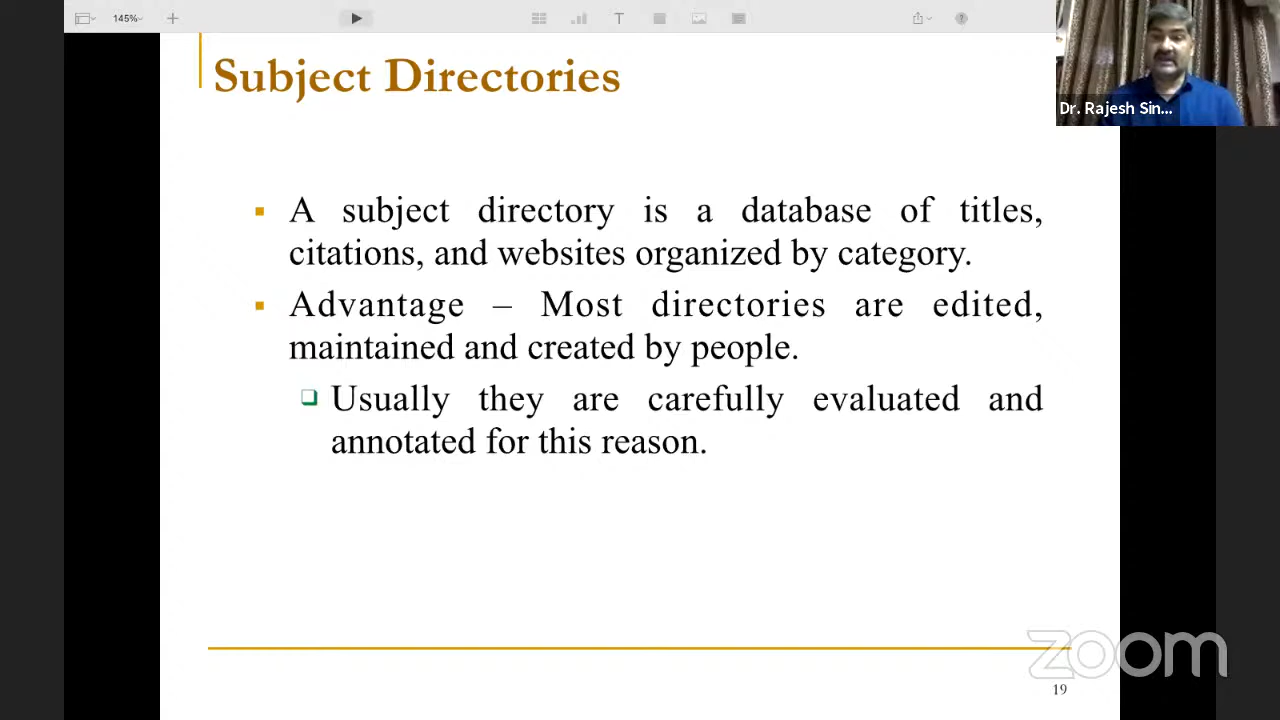 145%
Subject Directories
Dr. Rajesh Sin...
A subject directory is a database of titles,
citations, and websites organized by category.
Advantage – Most directories are edited,
maintained and created by people.
Usually they are carefully evaluated and
annotated for this reason.
zoom
19